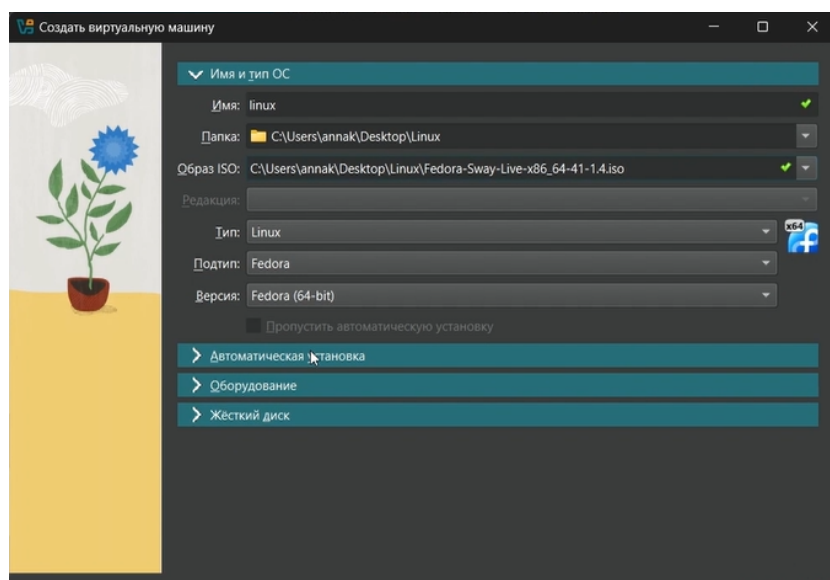 Создать виртуальную машину
Имя и тип ОС
Имя: linux
Папка: C:\Users\annak\Desktop\Linux
Образ ISO: C:\Users\annak\Desktop\Linux\Fedora-Sway-Live-x86_64-41-1.4.iso
Редакция:
Тип: Linux
x64
Подтип: Fedora
Версия: Fedora (64-bit)
Пропустить автоматическую установку
Автоматическая установка
Оборудование
Жёсткий диск